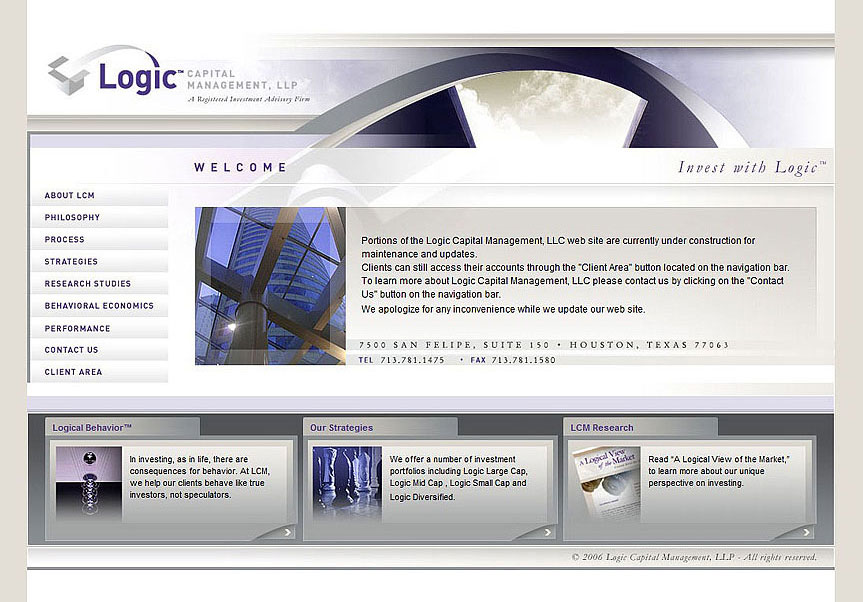 Logic™ CAPITAL
MANAGEMENT, LLP
A Registered Investment Advisory Firm
WELCOME
Invest with Logic™
ABOUT LCM
PHILOSOPHY
PROCESS
STRATEGIES
RESEARCH STUDIES
BEHAVIORAL ECONOMICS
PERFORMANCE
CONTACT US
CLIENT AREA
Portions of the Logic Capital Management, LLC web site are currently under construction for
maintenance and updates.
Clients can still access their accounts through the "Client Area" button located on the navigation bar.
To learn more about Logic Capital Management, LLC please contact us by clicking on the "Contact
Us" button on the navigation bar.
We apologize for any inconvenience while we update our web site.
7500 SAN FELIPE, SUITE 150 • HOUSTON, TEXAS 77063
TEL 713.781.1475 • FAX 713.781.1580
Logical Behavior™
In investing, as in life, there are
consequences for behavior. At LCM,
we help our clients behave like true
investors, not speculators.
Our Strategies
We offer a number of investment
portfolios including Logic Large Cap,
Logic Mid Cap , Logic Small Cap and
Logic Diversified.
LCM Research
A Logical View
of the Market
Read "A Logical View of the Market,"
to learn more about our unique
perspective on investing.
© 2006 Logic Capital Management, LLP - All rights reserved.